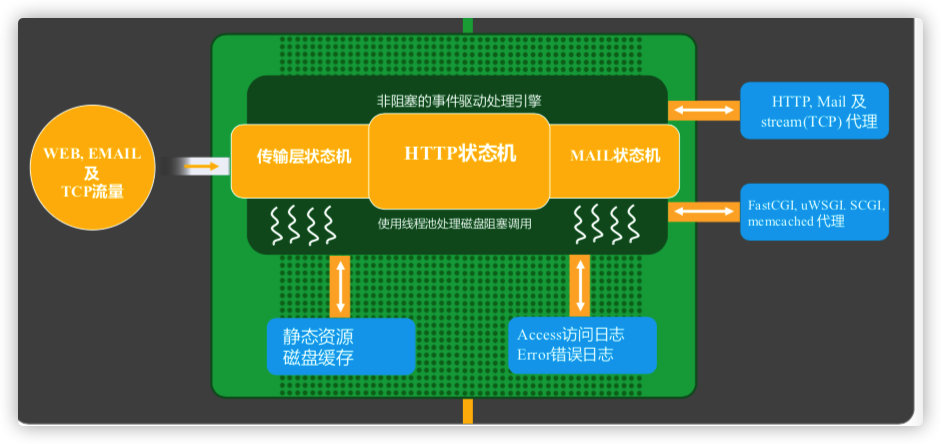 非阻塞的事件驱动处理引擎
WEB, EMAIL
及
TCP流量
传输层状态机
HTTP状态机
MAIL状态机
使用线程池处理磁盘阻塞调用
HTTP, Mail 及
stream(TCP) 代理
FastCGI, uWSGI. SCGI,
memcached 代理
静态资源
磁盘缓存
Access访问日志
Error错误日志